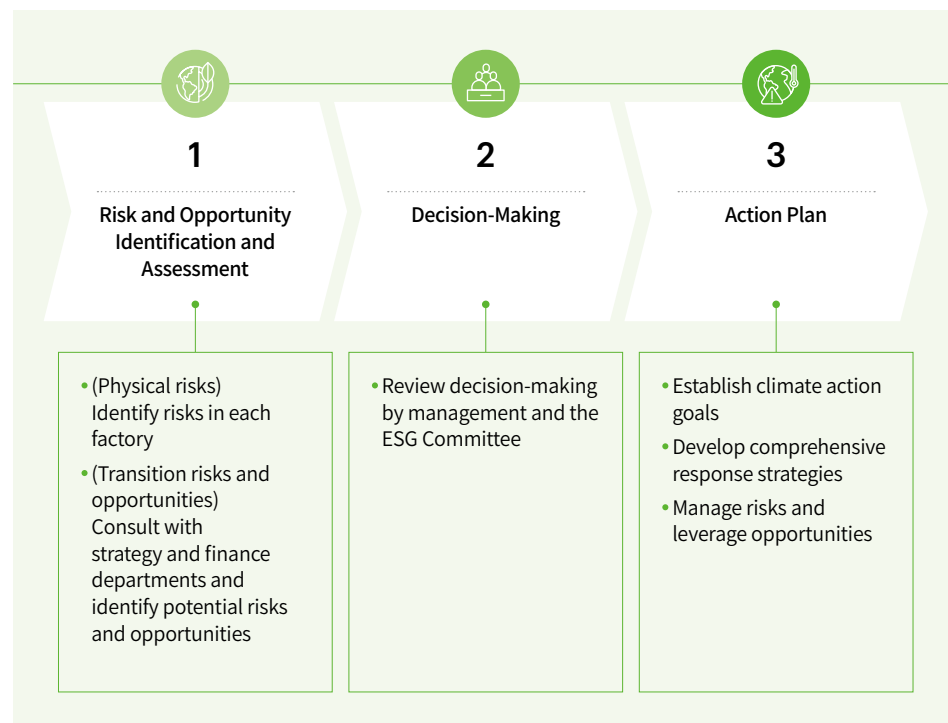 1
Risk and Opportunity
Identification and
Assessment
• (Physical risks)
Identify risks in each
factory
• (Transition risks and
opportunities)
Consult with
strategy and finance
departments and
identify potential risks
and opportunities
2
Decision-Making
• Review decision-making
by management and the
ESG Committee
3
Action Plan
• Establish climate action
goals
• Develop comprehensive
response strategies
• Manage risks and
leverage opportunities